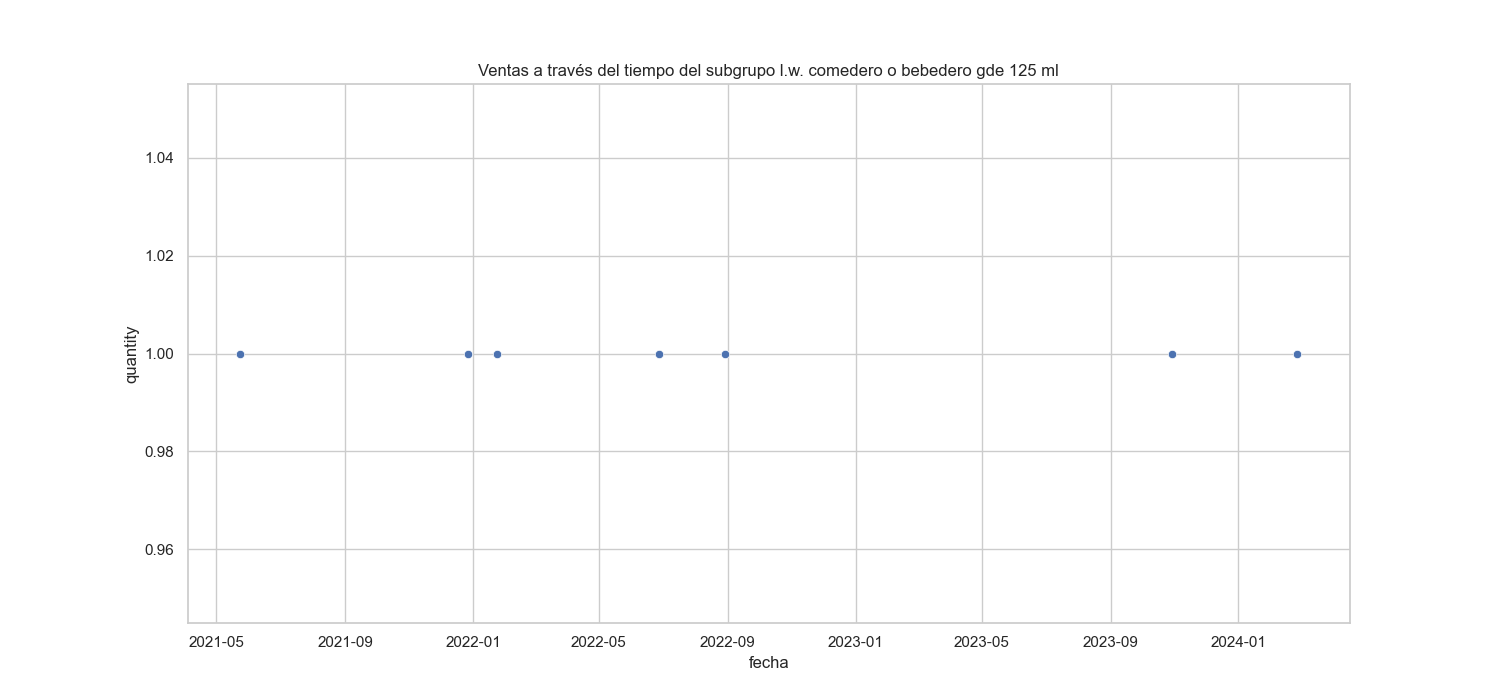 Ventas a través del tiempo del subgrupo l.w. comedero o bebedero gde 125 ml
1.04
1.02
1.00
0.98
0.96
quantity
2021-05 2021-09 2022-01 2022-05 2022-09 2023-01 2023-05 2023-09 2024-01
fecha